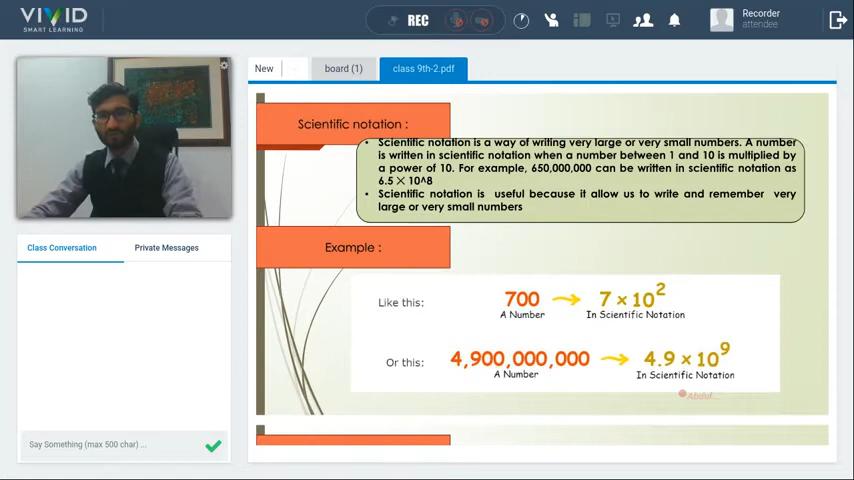 VIVID
SMART LEARNING
REC
Recorder
attendee
New
board (1)
class 9th-2.pdf
Scientific notation :
• Scientific notation is a way of writing very large or very small numbers. A number
is written in scientific notation when a number between 1 and 10 is multiplied by
a power of 10. For example, 650,000,000 can be written in scientific notation as
6.5 ✕ 10^8
• Scientific notation is useful because it allow us to write and remember very
large or very small numbers
Example :
Like this:
700
7 × 10²
A Number
In Scientific Notation
Or this:
4,900,000,000
4.9 × 10⁹
A Number
In Scientific Notation
Abdul...
Class Conversation
Private Messages
Say Something (max 500 char) ...